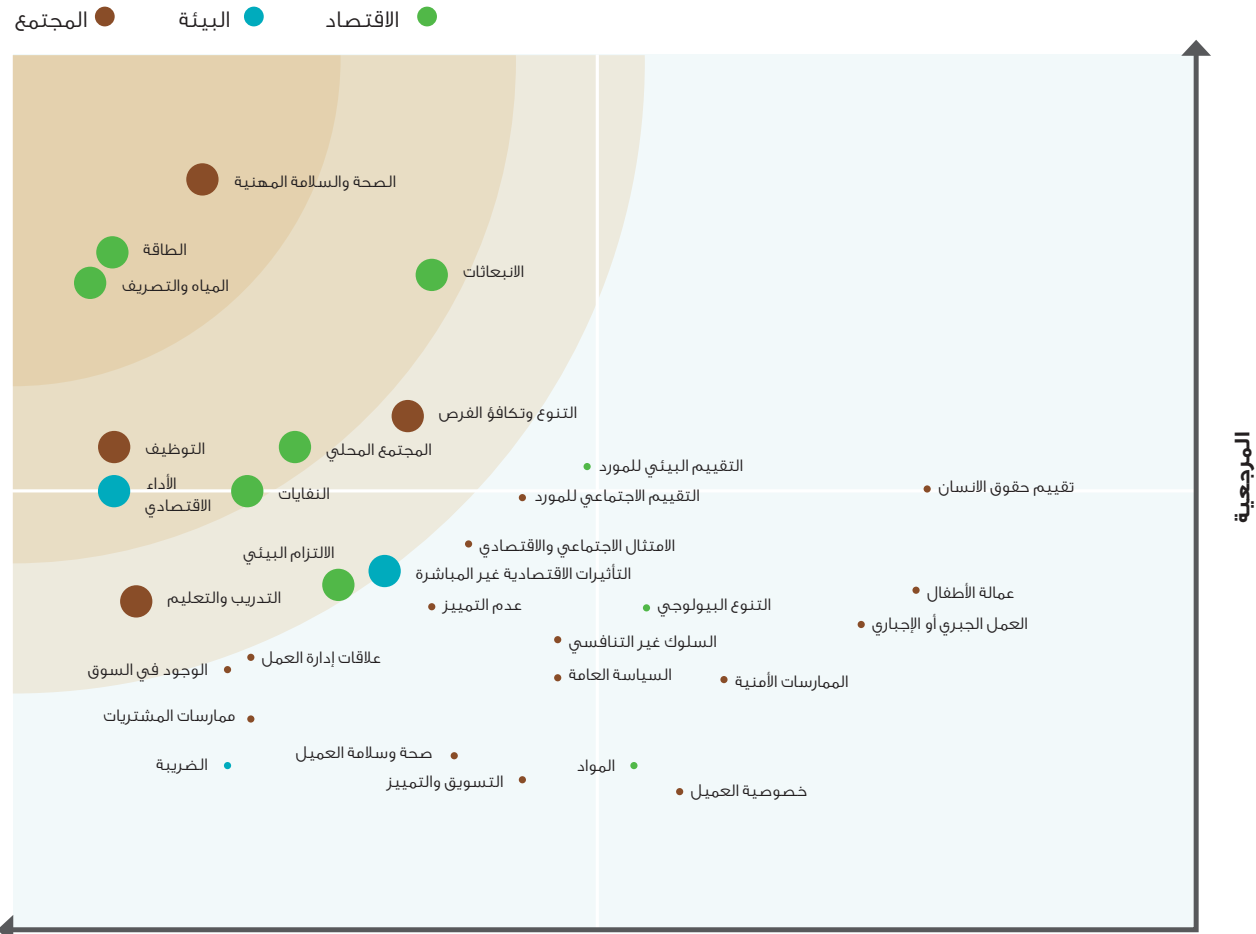 الاقتصاد
البيئة
المجتمع
الصحة والسلامة المهنية
الطاقة
الانبعاثات
المياه والتصريف
التنوع وتكافؤ الفرص
التوظيف
المجتمع المحلي
التقييم البيئي للمورد
الأداء
الاقتصادي
النفايات
التقييم الاجتماعي للمورد
تقييم حقوق الانسان
الامتثال الاجتماعي والاقتصادي
الالتزام البيئي
التأثيرات الاقتصادية غير المباشرة
عمالة الأطفال
التدريب والتعليم
عدم التمييز
التنوع البيولوجي
العمل الجبري أو الإجباري
السلوك غير التنافسي
علاقات إدارة العمل
الوجود في السوق
السياسة العامة
الممارسات الأمنية
ممارسات المشتريات
صحة وسلامة العميل
الضريبة
المواد
التسويق والتمييز
خصوصية العميل
المرجعية